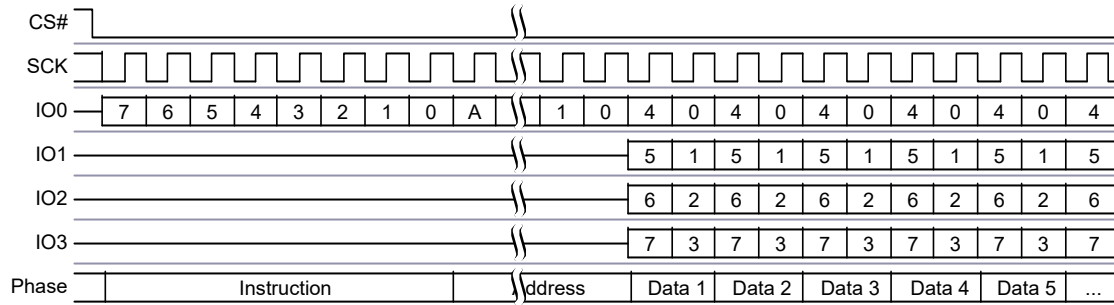 CS#
SCK
IO0 7 6 5 4 3 2 1 0 A 1 0 4 0 4 0 4 0 4 0 4 0 4
IO1 5 1 5 1 5 1 5 1 5 1 5
IO2 6 2 6 2 6 2 6 2 6 2 6
IO3 7 3 7 3 7 3 7 3 7 3 7
Phase Instruction Address Data 1 Data 2 Data 3 Data 4 Data 5 ...